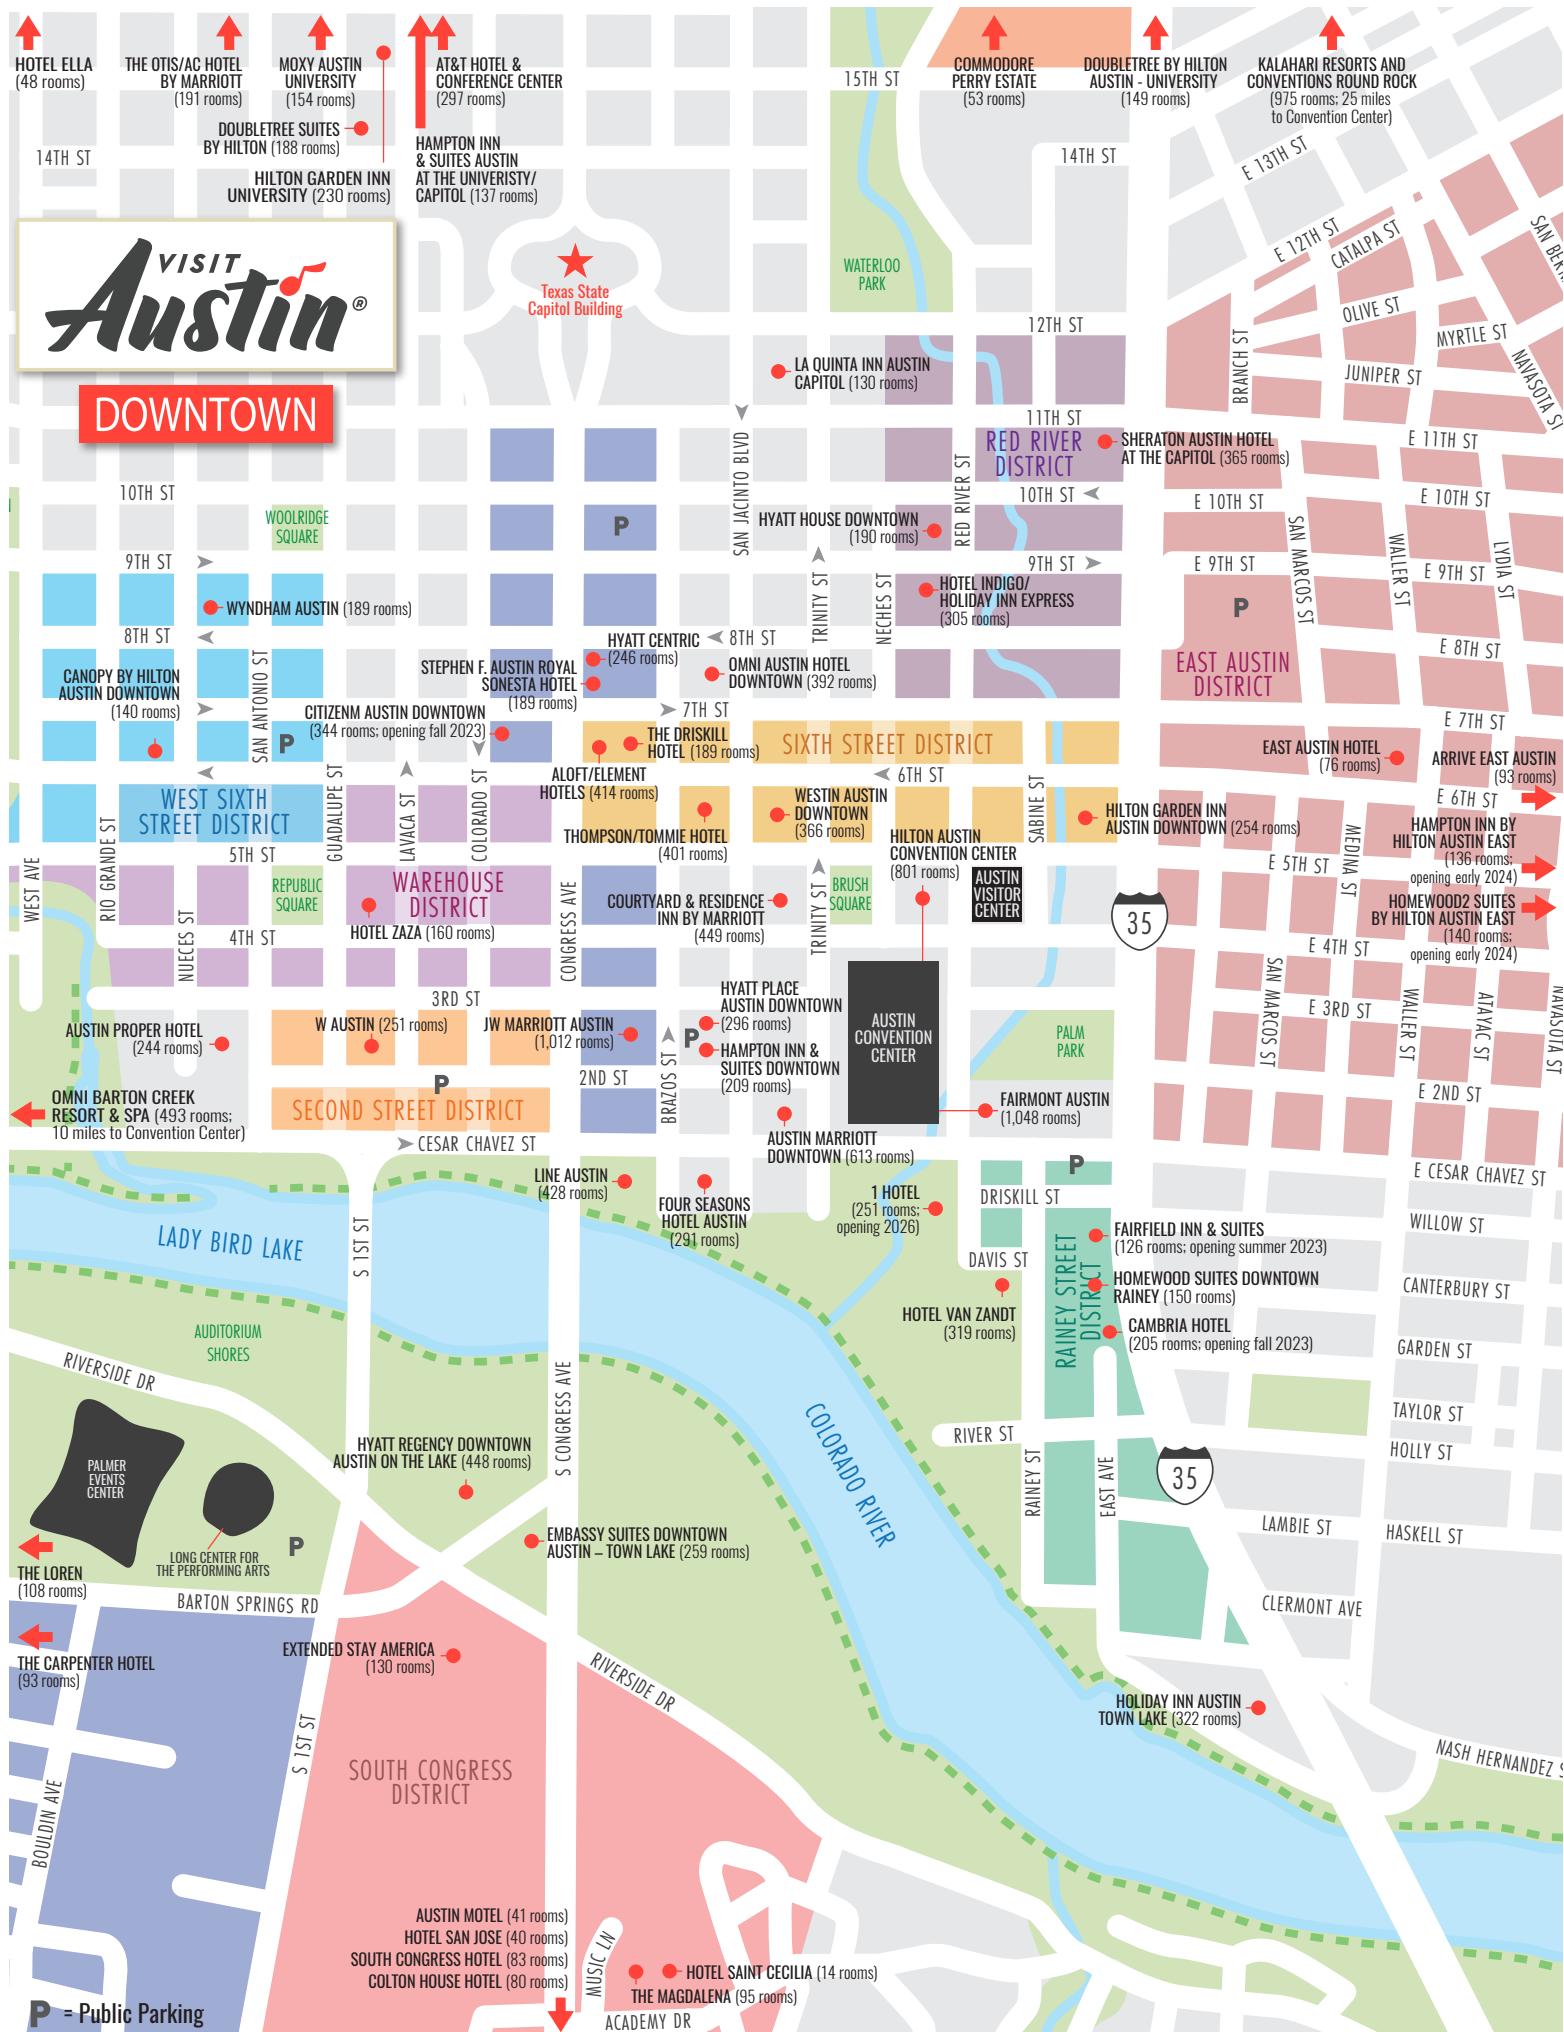 HOTEL ELLA
(48 rooms)
THE OTIS/AC HOTEL
BY MARRIOTT
(191 rooms)
MOXY AUSTIN
UNIVERSITY
(154 rooms)
AT&T HOTEL &
CONFERENCE CENTER
(297 rooms)
DOUBLETREE SUITES
BY HILTON (188 rooms)
HILTON GARDEN INN
UNIVERSITY (230 rooms)
HAMPTON INN
& SUITES AUSTIN
AT THE UNIVERISTY/
CAPITOL (137 rooms)
15TH ST
COMMODORE
PERRY ESTATE
(53 rooms)
DOUBLETREE BY HILTON
AUSTIN - UNIVERSITY
(149 rooms)
KALAHARI RESORTS AND
CONVENTIONS ROUND ROCK
(975 rooms; 25 miles
to Convention Center)
14TH ST
14TH ST
E 13TH ST
E 12TH ST
CATALPA ST
SAN BER
VISIT
Austin®
DOWNTOWN
Texas State
Capitol Building
WATERLOO
PARK
12TH ST
OLIVE ST
MYRTLE ST
BRANCH ST
JUNIPER ST
NAVASOTA ST
LA QUINTA INN AUSTIN
CAPITOL (130 rooms)
11TH ST
RED RIVER
DISTRICT
SHERATON AUSTIN HOTEL
AT THE CAPITOL (365 rooms)
E 11TH ST
SAN JACINTO BLVD
RED RIVER ST
10TH ST
10TH ST
E 10TH ST
E 10TH ST
WOOLRIDGE
SQUARE
P
HYATT HOUSE DOWNTOWN
(190 rooms)
SAN MARCOS ST
WALLER ST
LYDIA ST
9TH ST
9TH ST
E 9TH ST
E 9TH ST
TRINITY ST
NECHES ST
HOTEL INDIGO/
HOLIDAY INN EXPRESS
(305 rooms)
P
WYNDHAM AUSTIN (189 rooms)
8TH ST
8TH ST
E 8TH ST
HYATT CENTRIC
(246 rooms)
STEPHEN F. AUSTIN ROYAL
SONESTA HOTEL
(189 rooms)
OMNI AUSTIN HOTEL
DOWNTOWN (392 rooms)
EAST AUSTIN
DISTRICT
CANOPY BY HILTON
AUSTIN DOWNTOWN
(140 rooms)
SAN ANTONIO ST
P
CITIZENM AUSTIN DOWNTOWN
(344 rooms; opening fall 2023)
7TH ST
E 7TH ST
THE DRISKILL
HOTEL (189 rooms)
SIXTH STREET DISTRICT
EAST AUSTIN HOTEL
(76 rooms)
ARRIVE EAST AUSTIN
(93 rooms)
ALOFT/ELEMENT
HOTELS (414 rooms)
6TH ST
E 6TH ST
WEST SIXTH
STREET DISTRICT
GUADALUPE ST
LAVACA ST
COLORADO ST
THOMPSON/TOMMIE HOTEL
(401 rooms)
WESTIN AUSTIN
DOWNTOWN
(366 rooms)
SABINE ST
HILTON GARDEN INN
AUSTIN DOWNTOWN (254 rooms)
HAMPTON INN BY
HILTON AUSTIN EAST
(136 rooms;
opening early 2024)
HILTON AUSTIN
CONVENTION CENTER
(801 rooms)
MEDINA ST
5TH ST
E 5TH ST
WEST AVE
RIO GRANDE ST
NUECES ST
REPUBLIC
SQUARE
WAREHOUSE
DISTRICT
CONGRESS AVE
COURTYARD & RESIDENCE
INN BY MARRIOTT
(449 rooms)
TRINITY ST
BRUSH
SQUARE
AUSTIN
VISITOR
CENTER
35
HOMEWOOD2 SUITES
BY HILTON AUSTIN EAST
(140 rooms;
opening early 2024)
HOTEL ZAZA (160 rooms)
4TH ST
E 4TH ST
3RD ST
E 3RD ST
SAN MARCOS ST
WALLER ST
ATAYAC ST
NAVASOTA ST
AUSTIN PROPER HOTEL
(244 rooms)
W AUSTIN (251 rooms)
JW MARRIOTT AUSTIN
(1,012 rooms)
HYATT PLACE
AUSTIN DOWNTOWN
(296 rooms)
P
HAMPTON INN &
SUITES DOWNTOWN
(209 rooms)
AUSTIN
CONVENTION
CENTER
PALM
PARK
P
2ND ST
BRAZOS ST
E 2ND ST
OMNI BARTON CREEK
RESORT & SPA (493 rooms;
10 miles to Convention Center)
SECOND STREET DISTRICT
FAIRMONT AUSTIN
(1,048 rooms)
CESAR CHAVEZ ST
AUSTIN MARRIOTT
DOWNTOWN (613 rooms)
P
E CESAR CHAVEZ ST
LINE AUSTIN
(428 rooms)
FOUR SEASONS
HOTEL AUSTIN
(291 rooms)
1 HOTEL
(251 rooms;
opening 2026)
DRISKILL ST
WILLOW ST
LADY BIRD LAKE
S 1ST ST
DAVIS ST
RAINEY STREET
DISTRICT
FAIRFIELD INN & SUITES
(126 rooms; opening summer 2023)
HOMEWOOD SUITES DOWNTOWN
RAINEY (150 rooms)
CANTERBURY ST
HOTEL VAN ZANDT
(319 rooms)
CAMBRIA HOTEL
(205 rooms; opening fall 2023)
GARDEN ST
AUDITORIUM
SHORES
RIVERSIDE DR
S CONGRESS AVE
COLORADO RIVER
TAYLOR ST
RIVER ST
HOLLY ST
PALMER
EVENTS
CENTER
HYATT REGENCY DOWNTOWN
AUSTIN ON THE LAKE (448 rooms)
RAINEY ST
EAST AVE
35
LAMBIE ST
HASKELL ST
P
LONG CENTER FOR
THE PERFORMING ARTS
EMBASSY SUITES DOWNTOWN
AUSTIN – TOWN LAKE (259 rooms)
THE LOREN
(108 rooms)
BARTON SPRINGS RD
CLERMONT AVE
THE CARPENTER HOTEL
(93 rooms)
EXTENDED STAY AMERICA
(130 rooms)
RIVERSIDE DR
HOLIDAY INN AUSTIN
TOWN LAKE (322 rooms)
S 1ST ST
NASH HERNANDEZ S
SOUTH CONGRESS
DISTRICT
BOULDIN AVE
AUSTIN MOTEL (41 rooms)
HOTEL SAN JOSE (40 rooms)
SOUTH CONGRESS HOTEL (83 rooms)
COLTON HOUSE HOTEL (80 rooms)
MUSIC LN
HOTEL SAINT CECILIA (14 rooms)
THE MAGDALENA (95 rooms)
ACADEMY DR
P = Public Parking